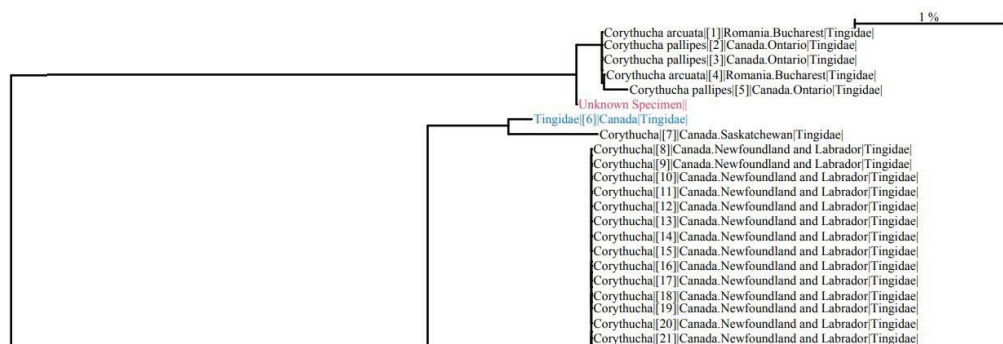 1 %
Corythucha arcuata|[1]|Romania.Bucharest|Tingidae|
Corythucha pallipes|[2]|Canada.Ontario|Tingidae|
Corythucha pallipes|[3]|Canada.Ontario|Tingidae|
Corythucha arcuata|[4]|Romania.Bucharest|Tingidae|
Corythucha pallipes|[5]|Canada.Ontario|Tingidae|
Unknown Specimen||
Tingidae|[6]|Canada|Tingidae|
Corythucha|[7]|Canada.Saskatchewan|Tingidae|
Corythucha|[8]|Canada.Newfoundland and Labrador|Tingidae|
Corythucha|[9]|Canada.Newfoundland and Labrador|Tingidae|
Corythucha|[10]|Canada.Newfoundland and Labrador|Tingidae|
Corythucha|[11]|Canada.Newfoundland and Labrador|Tingidae|
Corythucha|[12]|Canada.Newfoundland and Labrador|Tingidae|
Corythucha|[13]|Canada.Newfoundland and Labrador|Tingidae|
Corythucha|[14]|Canada.Newfoundland and Labrador|Tingidae|
Corythucha|[15]|Canada.Newfoundland and Labrador|Tingidae|
Corythucha|[16]|Canada.Newfoundland and Labrador|Tingidae|
Corythucha|[17]|Canada.Newfoundland and Labrador|Tingidae|
Corythucha|[18]|Canada.Newfoundland and Labrador|Tingidae|
Corythucha|[19]|Canada.Newfoundland and Labrador|Tingidae|
Corythucha|[20]|Canada.Newfoundland and Labrador|Tingidae|
Corythucha|[21]|Canada.Newfoundland and Labrador|Tingidae|